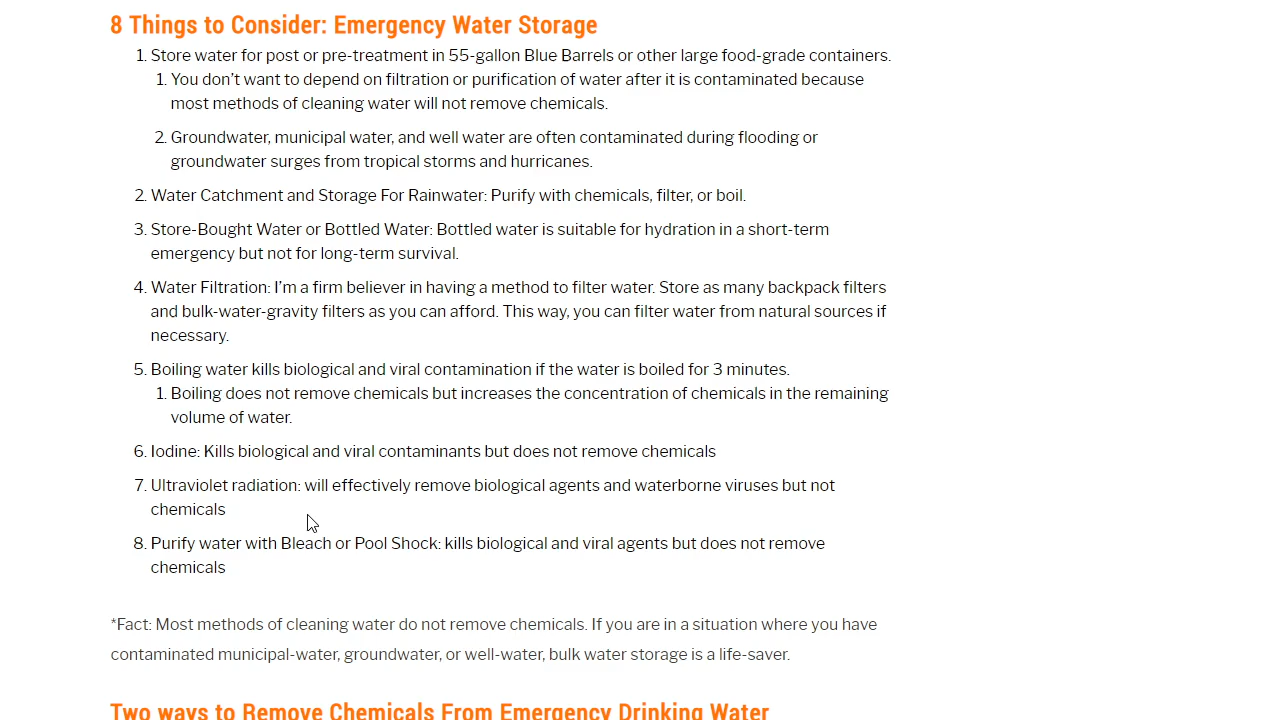 8 Things to Consider: Emergency Water Storage
1. Store water for post or pre-treatment in 55-gallon Blue Barrels or other large food-grade containers.
1. You don’t want to depend on filtration or purification of water after it is contaminated because
most methods of cleaning water will not remove chemicals.
2. Groundwater, municipal water, and well water are often contaminated during flooding or
groundwater surges from tropical storms and hurricanes.
2. Water Catchment and Storage For Rainwater: Purify with chemicals, filter, or boil.
3. Store-Bought Water or Bottled Water: Bottled water is suitable for hydration in a short-term
emergency but not for long-term survival.
4. Water Filtration: I’m a firm believer in having a method to filter water. Store as many backpack filters
and bulk-water-gravity filters as you can afford. This way, you can filter water from natural sources if
necessary.
5. Boiling water kills biological and viral contamination if the water is boiled for 3 minutes.
1. Boiling does not remove chemicals but increases the concentration of chemicals in the remaining
volume of water.
6. Iodine: Kills biological and viral contaminants but does not remove chemicals
7. Ultraviolet radiation: will effectively remove biological agents and waterborne viruses but not
chemicals
8. Purify water with Bleach or Pool Shock: kills biological and viral agents but does not remove
chemicals
*Fact: Most methods of cleaning water do not remove chemicals. If you are in a situation where you have
contaminated municipal-water, groundwater, or well-water, bulk water storage is a life-saver.
Two ways to Remove Chemicals From Emergency Drinking Water